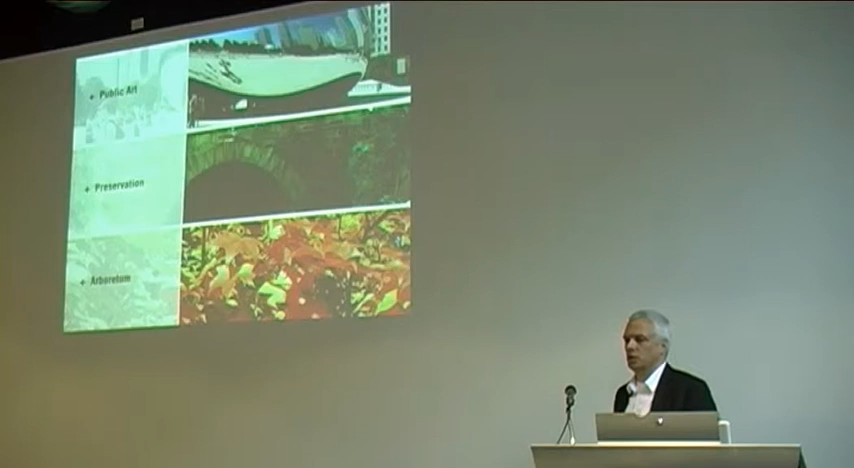 + Public Art
+ Preservation
+ Arboretum